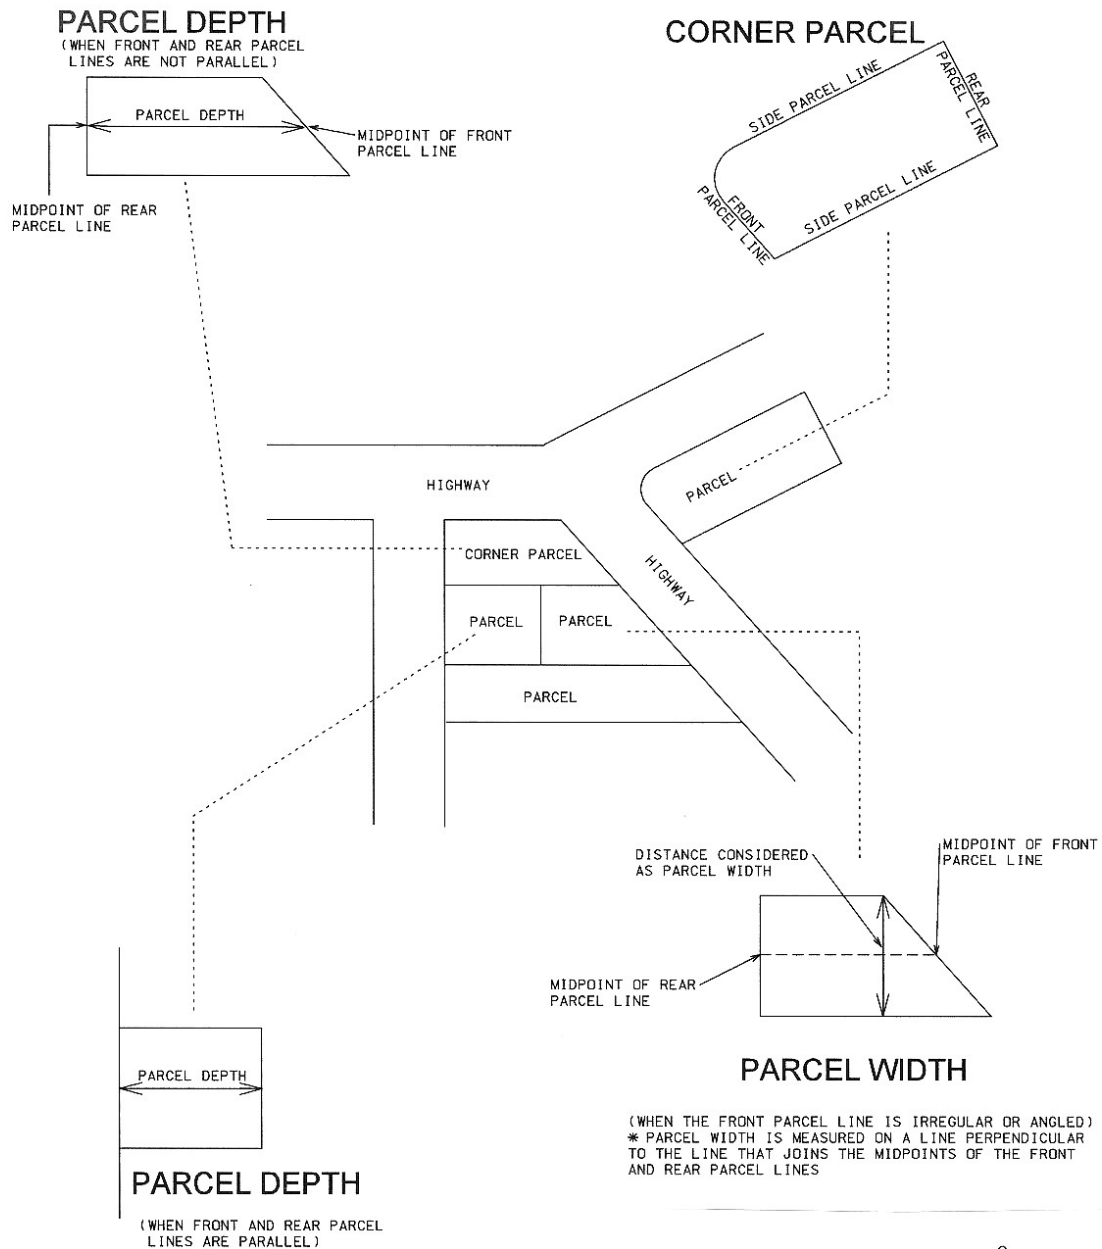 PARCEL DEPTH
(WHEN FRONT AND REAR PARCEL
LINES ARE NOT PARALLEL)
PARCEL DEPTH
MIDPOINT OF FRONT
PARCEL LINE
MIDPOINT OF REAR
PARCEL LINE
CORNER PARCEL
SIDE PARCEL LINE
REAR
PARCEL LINE
SIDE PARCEL LINE
FRONT
PARCEL LINE
HIGHWAY
PARCEL
CORNER PARCEL
HIGHWAY
PARCEL
PARCEL
PARCEL
DISTANCE CONSIDERED
AS PARCEL WIDTH
MIDPOINT OF FRONT
PARCEL LINE
MIDPOINT OF REAR
PARCEL LINE
PARCEL WIDTH
(WHEN THE FRONT PARCEL LINE IS IRREGULAR OR ANGLED)
* PARCEL WIDTH IS MEASURED ON A LINE PERPENDICULAR
TO THE LINE THAT JOINS THE MIDPOINTS OF THE FRONT
AND REAR PARCEL LINES
PARCEL DEPTH
PARCEL DEPTH
(WHEN FRONT AND REAR PARCEL
LINES ARE PARALLEL)